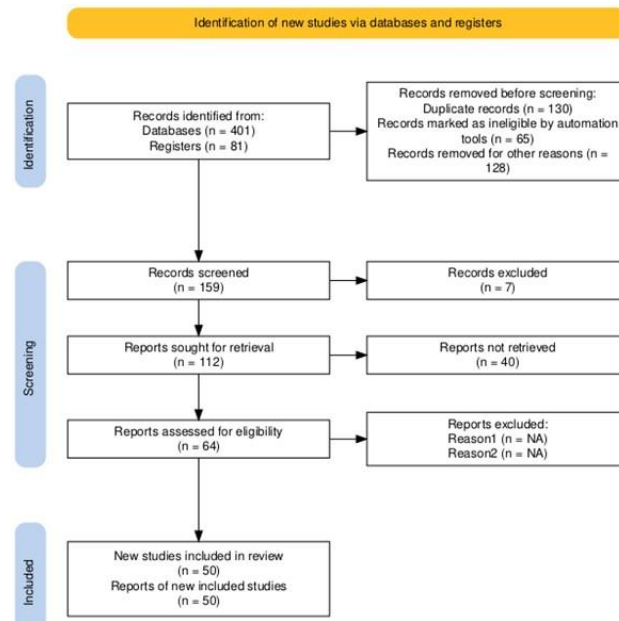 Identification of new studies via databases and registers
Identification
Records identified from:
Databases (n = 401)
Registers (n = 81)
Records removed before screening:
Duplicate records (n = 130)
Records marked as ineligible by automation
tools (n = 65)
Records removed for other reasons (n =
128)
Screening
Records screened
(n = 159)
Records excluded
(n = 7)
Reports sought for retrieval
(n = 112)
Reports not retrieved
(n = 40)
Reports assessed for eligibility
(n = 64)
Reports excluded:
Reason1 (n = NA)
Reason2 (n = NA)
Included
New studies included in review
(n = 50)
Reports of new included studies
(n = 50)